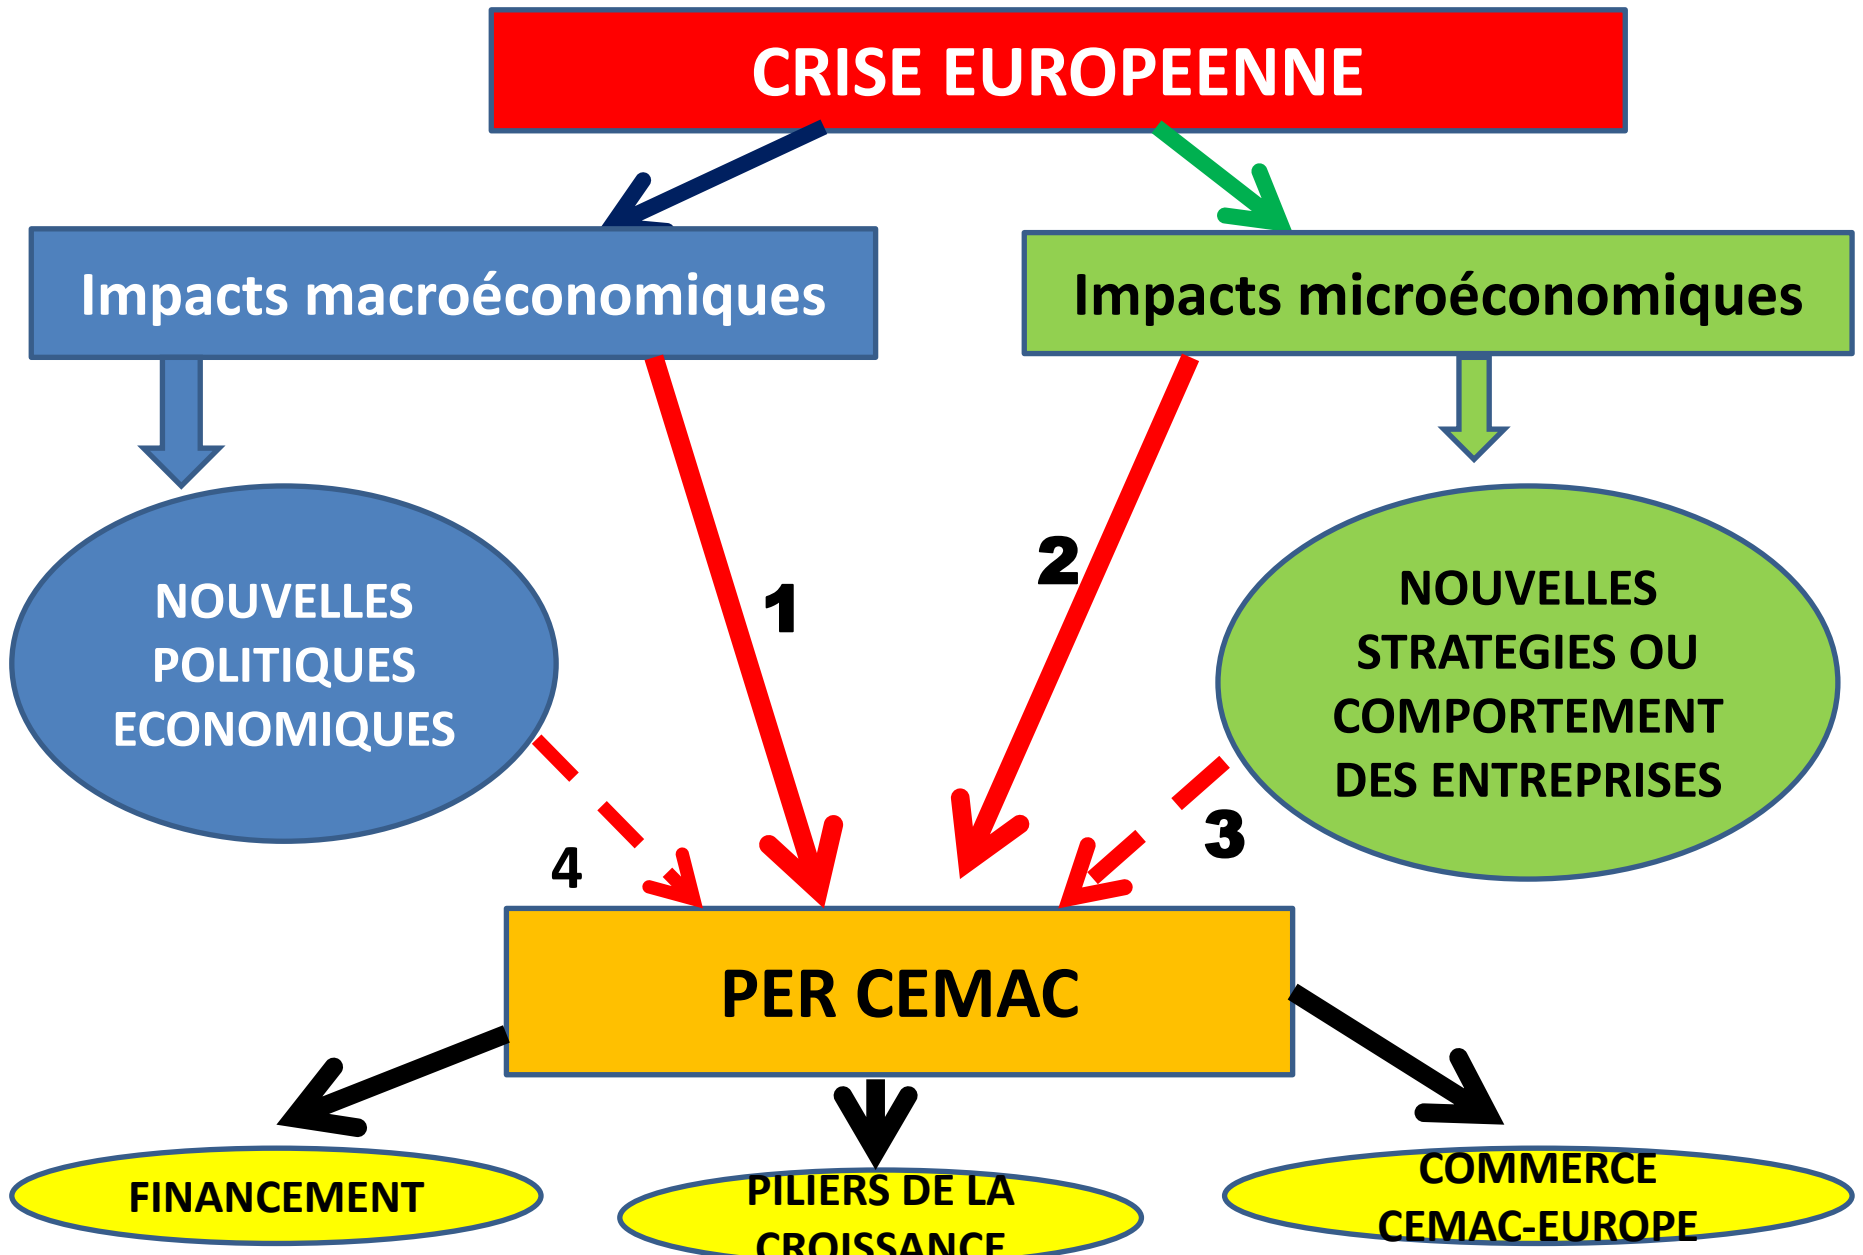 CRISE EUROPEENNE
Impacts macroéconomiques
Impacts microéconomiques
NOUVELLES
POLITIQUES
ECONOMIQUES
1
2
NOUVELLES
STRATEGIES OU
COMPORTEMENT
DES ENTREPRISES
4
3
PER CEMAC
FINANCEMENT
PILIERS DE LA
CROISSANCE
COMMERCE
CEMAC-EUROPE